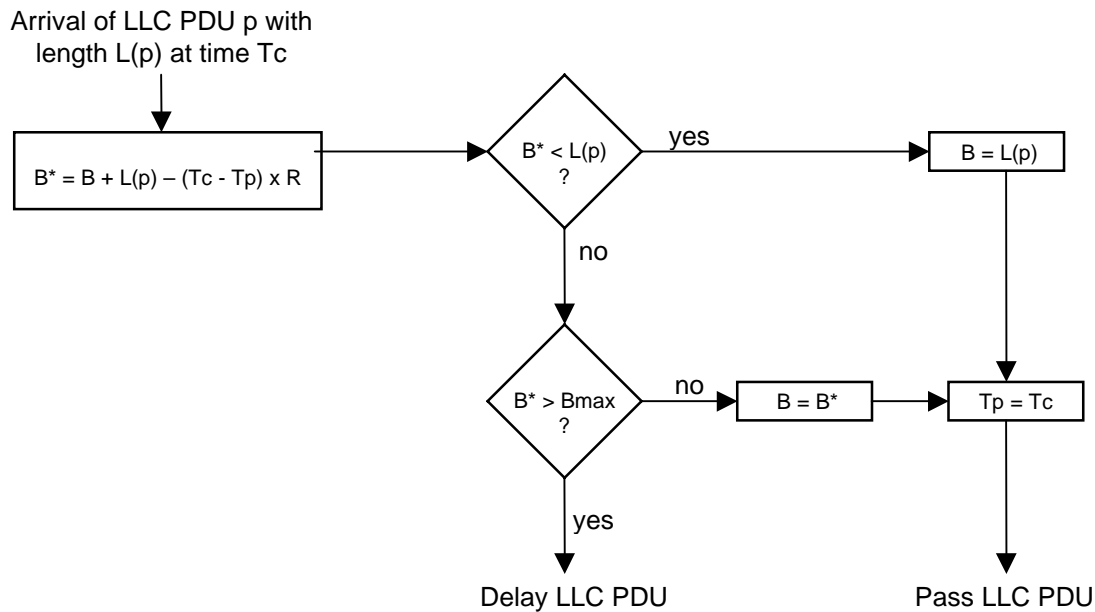 Arrival of LLC PDU p with
length L(p) at time Tc
B* = B + L(p) – (Tc - Tp) x R
B* < L(p)
?
yes
B = L(p)
no
B* > Bmax
?
no
B = B*
Tp = Tc
yes
Delay LLC PDU
Pass LLC PDU